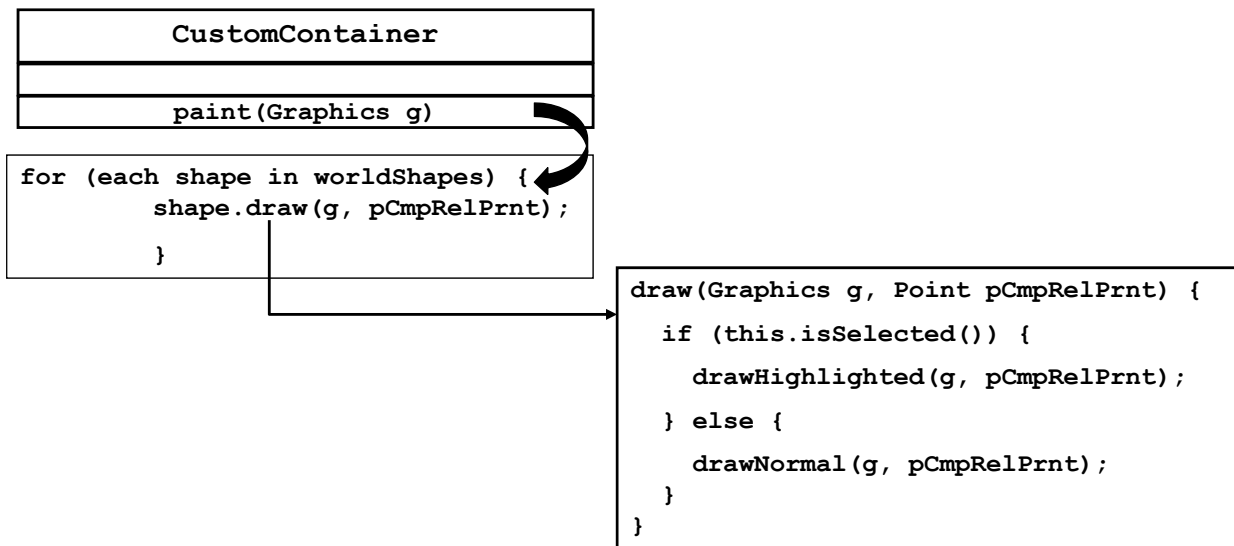 CustomContainer
paint(Graphics g)
for (each shape in worldShapes) {
shape.draw(g, pCmpRelPrnt);
}
draw(Graphics g, Point pCmpRelPrnt) {
if (this.isSelected()) {
drawHighlighted(g, pCmpRelPrnt);
} else {
drawNormal(g, pCmpRelPrnt);
}
}